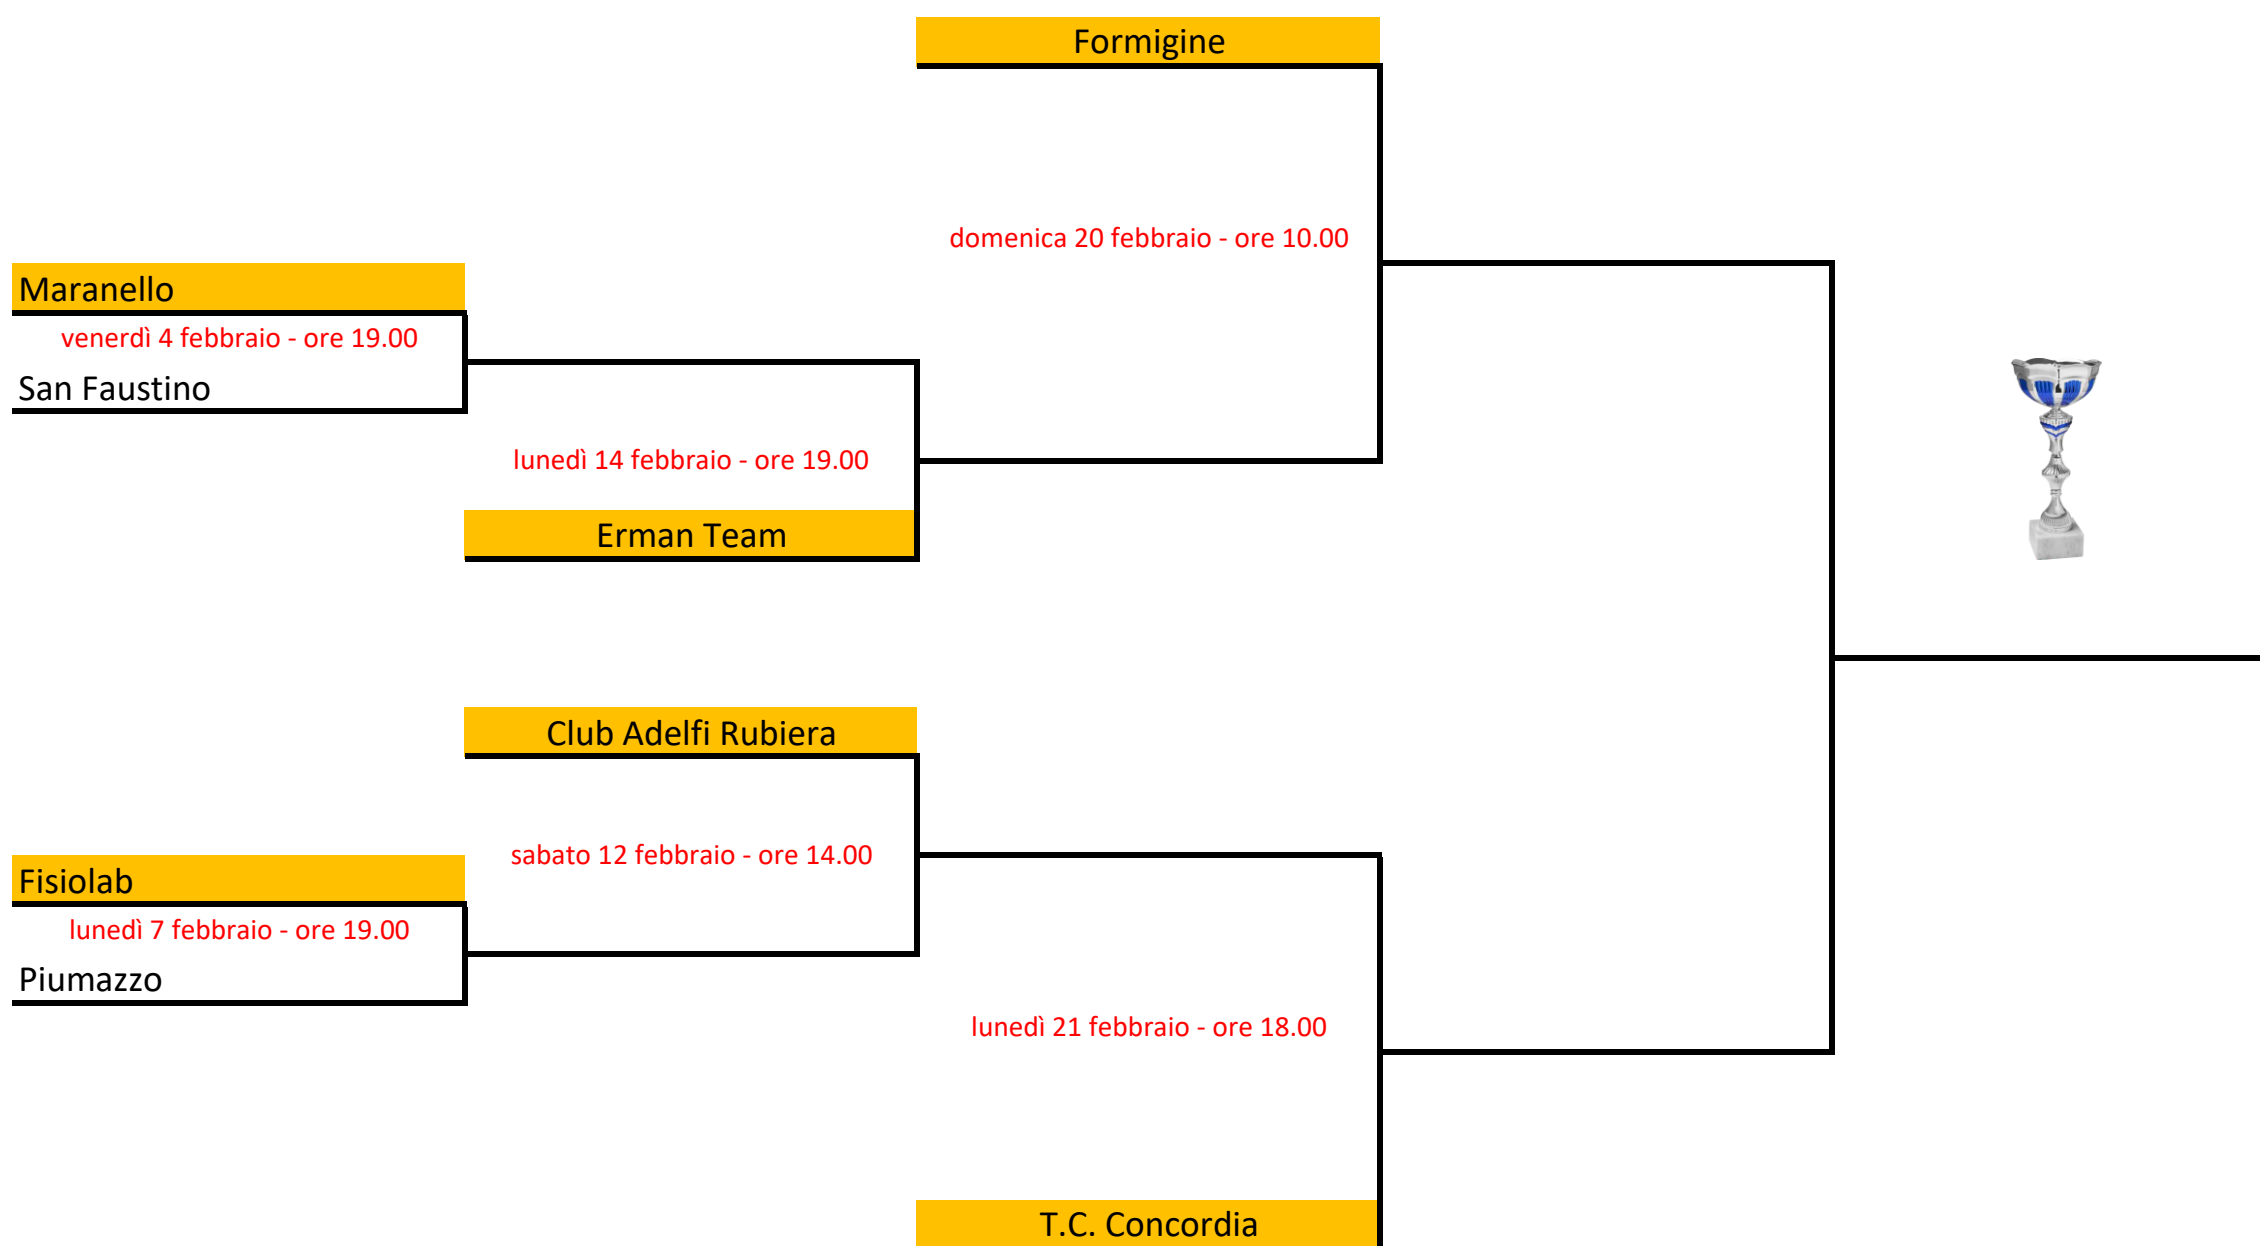 Formigine
domenica 20 febbraio - ore 10.00
Maranello
venerdì 4 febbraio - ore 19.00
San Faustino
lunedì 14 febbraio - ore 19.00
Erman Team
Club Adelfi Rubiera
sabato 12 febbraio - ore 14.00
Fisiolab
lunedì 7 febbraio - ore 19.00
Piumazzo
lunedì 21 febbraio - ore 18.00
T.C. Concordia